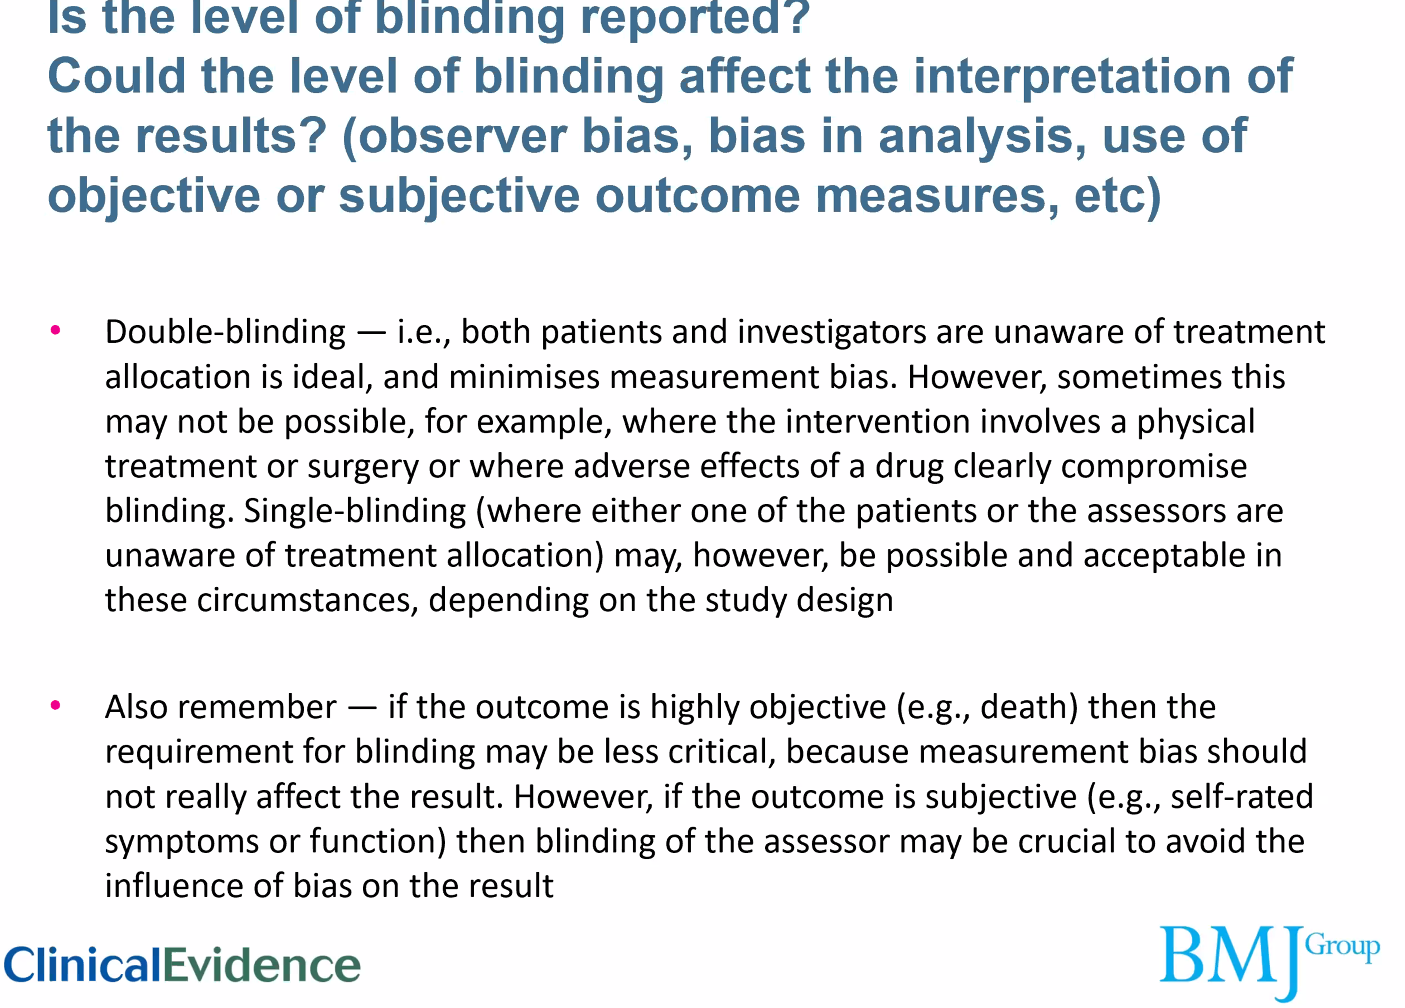 Is the level of blinding reported?
Could the level of blinding affect the interpretation of
the results? (observer bias, bias in analysis, use of
objective or subjective outcome measures, etc)
• Double-blinding — i.e., both patients and investigators are unaware of treatment
allocation is ideal, and minimises measurement bias. However, sometimes this
may not be possible, for example, where the intervention involves a physical
treatment or surgery or where adverse effects of a drug clearly compromise
blinding. Single-blinding (where either one of the patients or the assessors are
unaware of treatment allocation) may, however, be possible and acceptable in
these circumstances, depending on the study design
• Also remember — if the outcome is highly objective (e.g., death) then the
requirement for blinding may be less critical, because measurement bias should
not really affect the result. However, if the outcome is subjective (e.g., self-rated
symptoms or function) then blinding of the assessor may be crucial to avoid the
influence of bias on the result
ClinicalEvidence
BMJ Group